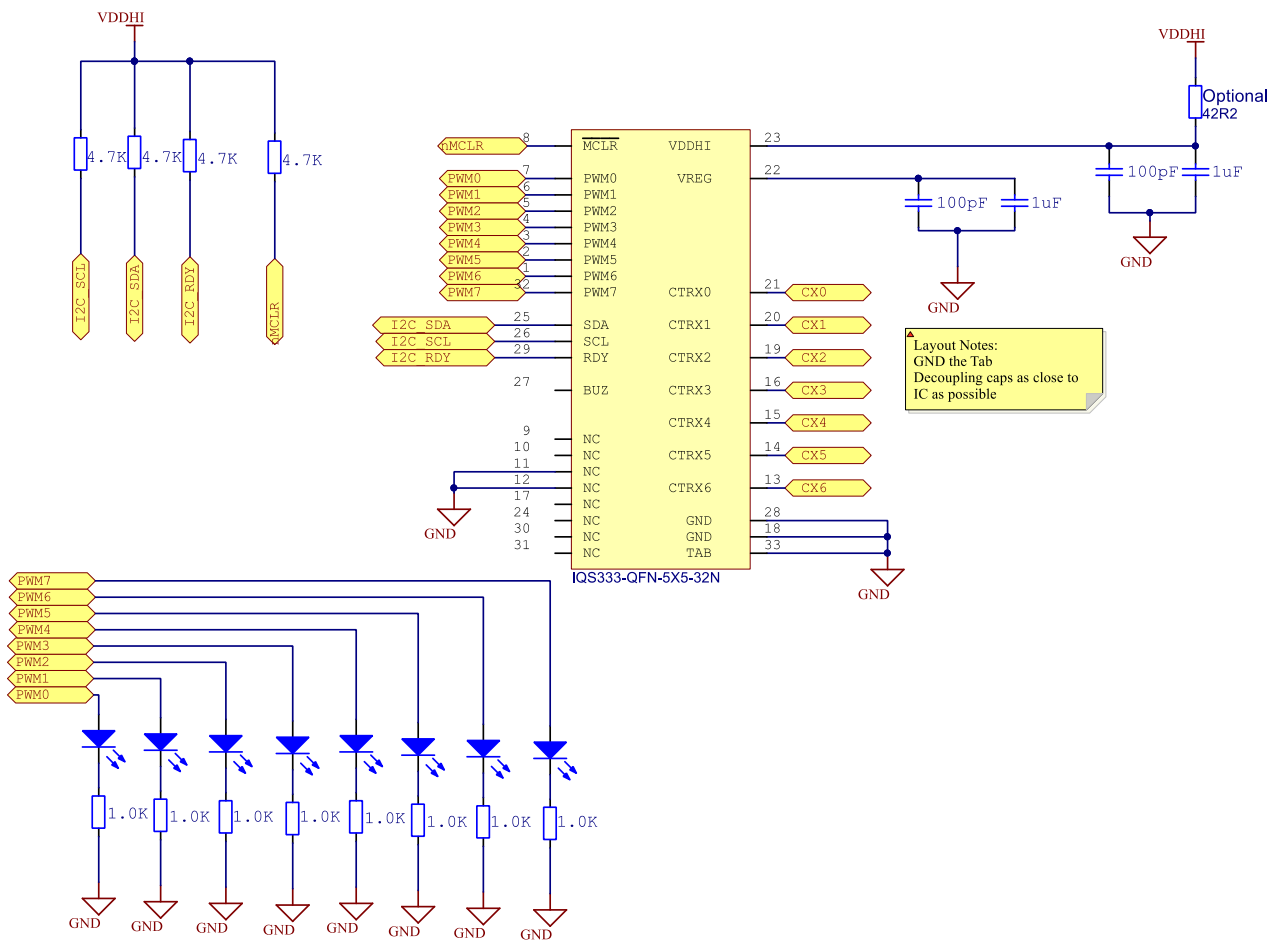 VDDHI
4.7K
4.7K
4.7K
4.7K
I2C_SCL
I2C_SDA
I2C_RDY
nMCLR
nMCLR
PWM0
PWM1
PWM2
PWM3
PWM4
PWM5
PWM6
PWM7
I2C_SDA
I2C_SCL
I2C_RDY
8
7
6
5
4
3
2
1
32
25
26
29
27
9
10
11
12
17
24
30
31
MCLR
PWM0
PWM1
PWM2
PWM3
PWM4
PWM5
PWM6
PWM7
SDA
SCL
RDY
BUZ
NC
NC
NC
NC
NC
NC
NC
NC
VDDHI
VREG
CTRX0
CTRX1
CTRX2
CTRX3
CTRX4
CTRX5
CTRX6
GND
GND
TAB
23
22
21
20
19
16
15
14
13
28
18
33
IQS333-QFN-5X5-32N
GND
CX0
CX1
CX2
CX3
CX4
CX5
CX6
GND
100pF
1uF
GND
VDDHI
Optional
42R2
100pF
1uF
GND
Layout Notes:
GND the Tab
Decoupling caps as close to
IC as possible
PWM7
PWM6
PWM5
PWM4
PWM3
PWM2
PWM1
PWM0
1.0K
1.0K
1.0K
1.0K
1.0K
1.0K
1.0K
1.0K
GND
GND
GND
GND
GND
GND
GND
GND